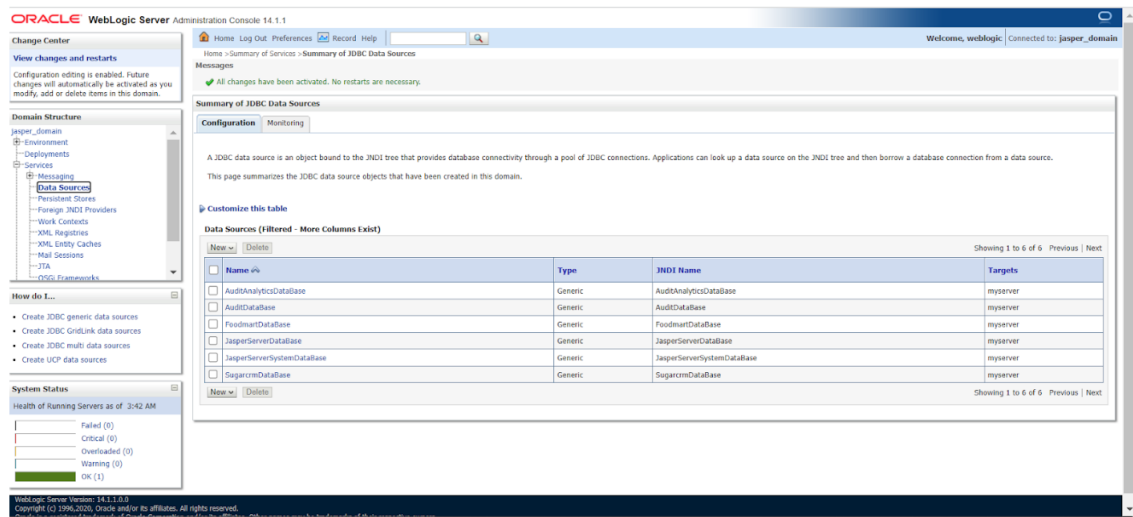 ORACLE WebLogic Server Administration Console 14.1.1
Change Center
View changes and restarts
Configuration editing is enabled. Future
changes will automatically be activated as you
modify, add or delete items in this domain.
Domain Structure
jasper_domain
Environment
Deployments
Services
Messaging
Data Sources
Persistent Stores
Foreign JNDI Providers
Work Contexts
XML Registries
XML Entity Caches
Mail Sessions
JTA
OSGi Frameworks
How do I...
Create JDBC generic data sources
Create JDBC GridLink data sources
Create JDBC multi data sources
Create UCP data sources
System Status
Health of Running Servers as of 3:42 AM
Failed (0)
Critical (0)
Overloaded (0)
Warning (0)
OK (1)
Home Log Out Preferences Record Help
Welcome, weblogic Connected to: jasper_domain
Home >Summary of Services >Summary of JDBC Data Sources
Messages
All changes have been activated. No restarts are necessary.
Summary of JDBC Data Sources
Configuration Monitoring
A JDBC data source is an object bound to the JNDI tree that provides database connectivity through a pool of JDBC connections. Applications can look up a data source on the JNDI tree and then borrow a database connection from a data source.
This page summarizes the JDBC data source objects that have been created in this domain.
Customize this table
Data Sources (Filtered - More Columns Exist)
New Delete Showing 1 to 6 of 6 Previous | Next
Name Type JNDI Name Targets
AuditAnalyticsDataBase Generic AuditAnalyticsDataBase myserver
AuditDataBase Generic AuditDataBase myserver
FoodmartDataBase Generic FoodmartDataBase myserver
JasperServerDataBase Generic JasperServerDataBase myserver
JasperServerSystemDataBase Generic JasperServerSystemDataBase myserver
SugarcrmDataBase Generic SugarcrmDataBase myserver
New Delete Showing 1 to 6 of 6 Previous | Next
WebLogic Server Version: 14.1.1.0.0
Copyright (c) 1996,2020, Oracle and/or its affiliates. All rights reserved.